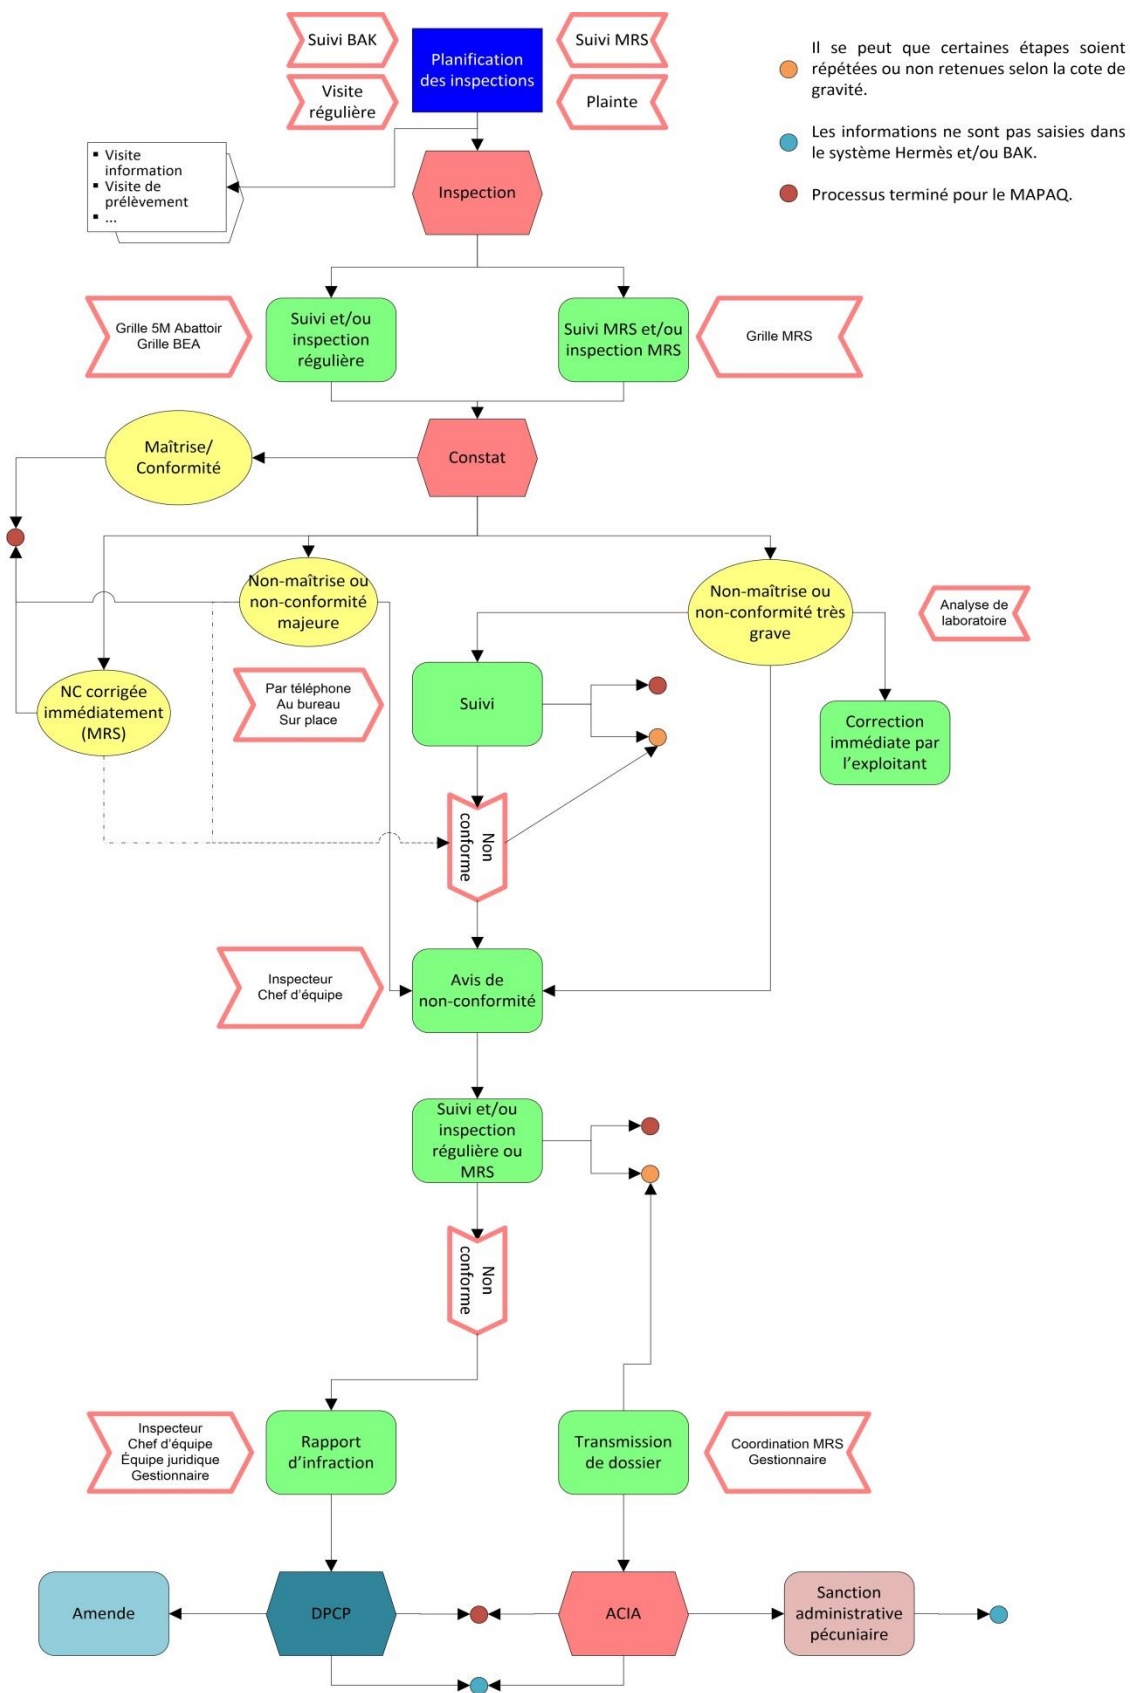 Suivi BAK
Planification
des inspections
Suivi MRS
Visite
régulière
Plainte
Il se peut que certaines étapes soient
répétées ou non retenues selon la cote de
gravité.
Les informations ne sont pas saisies dans
le système Hermès et/ou BAK.
Processus terminé pour le MAPAQ.
▪ Visite
information
▪ Visite de
prélèvement
▪ ...
Inspection
Grille 5M Abattoir
Grille BEA
Suivi et/ou
inspection
régulière
Suivi MRS et/ou
inspection MRS
Grille MRS
Maîtrise/
Conformité
Constat
Non-maîtrise ou
non-conformité
majeure
Non-maîtrise ou
non-conformité très
grave
Analyse de
laboratoire
NC corrigée
immédiatement
(MRS)
Par téléphone
Au bureau
Sur place
Suivi
Correction
immédiate par
l'exploitant
Non
conforme
Inspecteur
Chef d'équipe
Avis de
non-conformité
Suivi et/ou
inspection
régulière ou
MRS
Non
conforme
Inspecteur
Chef d'équipe
Équipe juridique
Gestionnaire
Rapport
d'infraction
Transmission
de dossier
Coordination MRS
Gestionnaire
Amende
DPCP
ACIA
Sanction
administrative
pécuniaire